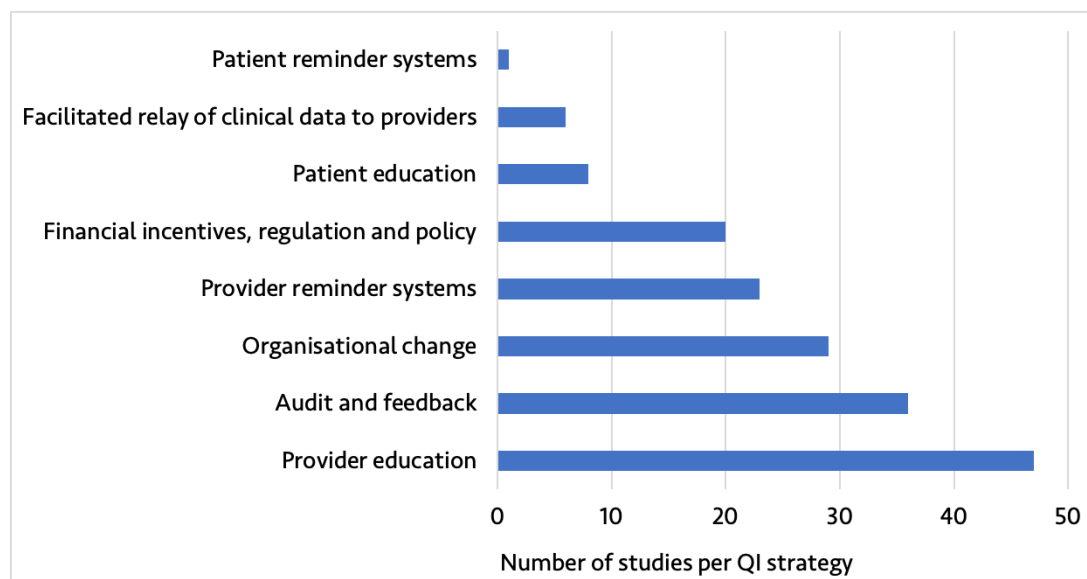 Patient reminder systems
Facilitated relay of clinical data to providers
Patient education
Financial incentives, regulation and policy
Provider reminder systems
Organisational change
Audit and feedback
Provider education
0 10 20 30 40 50
Number of studies per QI strategy